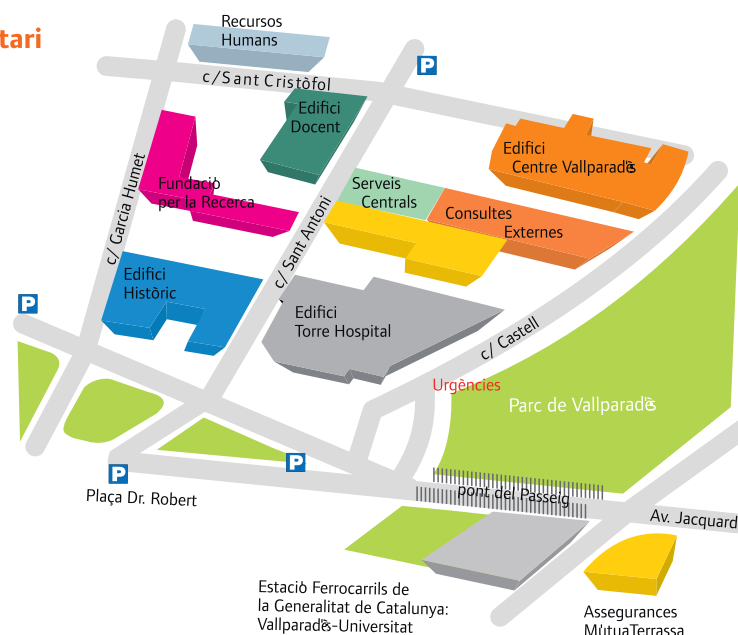 tari
Recursos
Humans
P
c/Sant Cristòfol
Edifici
Docent
Edifici
Centre Vallparadís
c/ Garcia Humet
Fundació
per la Recerca
Serveis
Centrals
Consultes
Externes
c/ Sant Antoni
Edifici
Històric
P
Edifici
Torre Hospital
c/ Castell
Urgències
Parc de Vallparadís
P
P
Plaça Dr. Robert
pont del Passeig
Av. Jacquard
Estació Ferrocarrils de
la Generalitat de Catalunya:
Vallparadís-Universitat
Assegurances
MútuaTerrassa